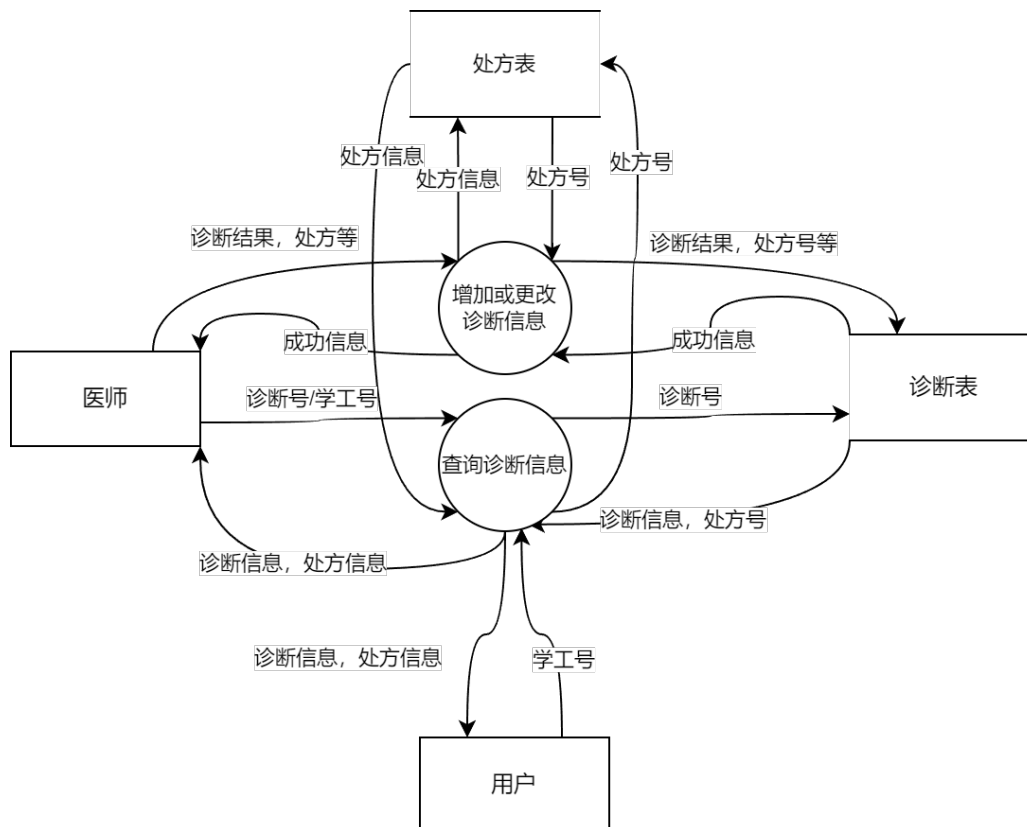 处方表
处方信息
处方信息
处方号
处方号
诊断结果，处方等
诊断结果，处方号等
增加或更改
诊断信息
成功信息
成功信息
医师
诊断号/学工号
诊断号
诊断表
查询诊断信息
诊断信息，处方号
诊断信息，处方信息
诊断信息，处方信息
学工号
用户